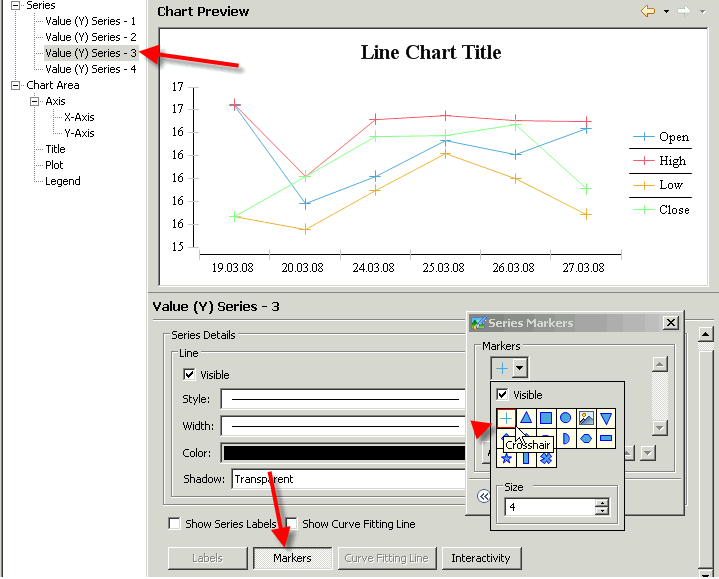 Series
Value (Y) Series - 1
Value (Y) Series - 2
Value (Y) Series - 3
Value (Y) Series - 4
Chart Area
Axis
X-Axis
Y-Axis
Title
Plot
Legend
Chart Preview
Line Chart Title
17
17
16
16
16
16
16
15
19.03.08 20.03.08 24.03.08 25.03.08 26.03.08 27.03.08
Open
High
Low
Close
Value (Y) Series - 3
Series Details
Line
Visible
Style:
Width:
Color:
Shadow: Transparent
Show Series Labels Show Curve Fitting Line
Labels Markers Curve Fitting Line Interactivity
Series Markers
Markers
Visible
Crosshair
Size
4